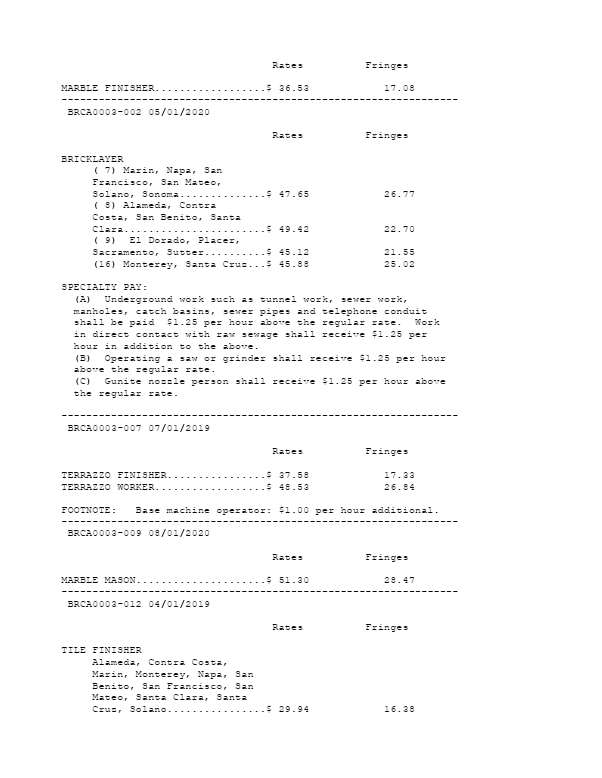 Rates          Fringes
MARBLE FINISHER..................$ 36.53            17.08
----------------------------------------------------------------
BRCA0003-002 05/01/2020
Rates          Fringes
BRICKLAYER
( 7) Marin, Napa, San
Francisco, San Mateo,
Solano, Sonoma..............$ 47.65            26.77
( 8) Alameda, Contra
Costa, San Benito, Santa
Clara.......................$ 49.42            22.70
( 9)  El Dorado, Placer,
Sacramento, Sutter..........$ 45.12            21.55
(16) Monterey, Santa Cruz...$ 45.88            25.02
SPECIALTY PAY:
(A)  Underground work such as tunnel work, sewer work,
manholes, catch basins, sewer pipes and telephone conduit
shall be paid  $1.25 per hour above the regular rate.  Work
in direct contact with raw sewage shall receive $1.25 per
hour in addition to the above.
(B)  Operating a saw or grinder shall receive $1.25 per hour
above the regular rate.
(C)  Gunite nozzle person shall receive $1.25 per hour above
the regular rate.
----------------------------------------------------------------
BRCA0003-007 07/01/2019
Rates          Fringes
TERRAZZO FINISHER................$ 37.58            17.33
TERRAZZO WORKER..................$ 48.53            26.84
FOOTNOTE:   Base machine operator: $1.00 per hour additional.
----------------------------------------------------------------
BRCA0003-009 08/01/2020
Rates          Fringes
MARBLE MASON.....................$ 51.30            28.47
----------------------------------------------------------------
BRCA0003-012 04/01/2019
Rates          Fringes
TILE FINISHER
Alameda, Contra Costa,
Marin, Monterey, Napa, San
Benito, San Francisco, San
Mateo, Santa Clara, Santa
Cruz, Solano................$ 29.94            16.38